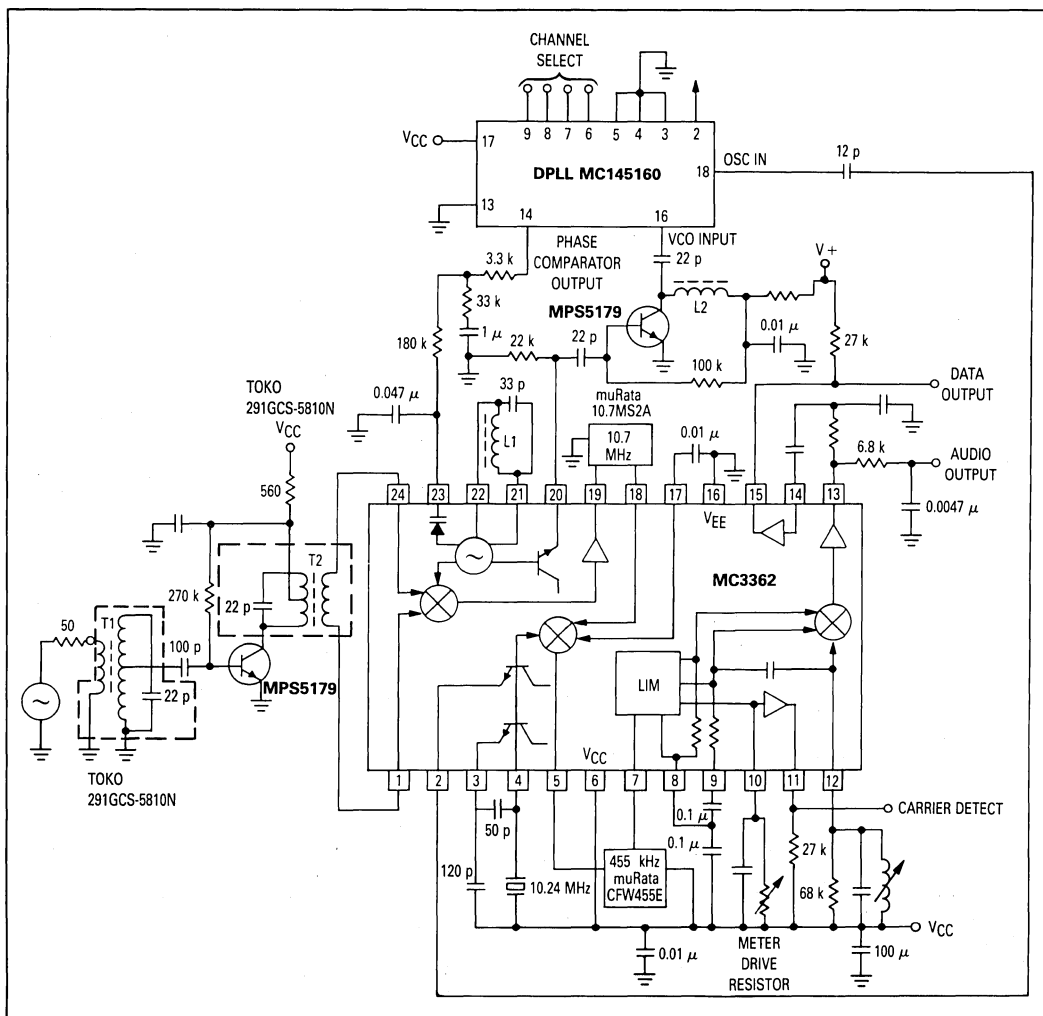 CHANNEL
SELECT
9 8 7 6 5 4 3 2
VCC 17
DPLL MC145160
18 OSC IN
12 p
13
14 16
PHASE
COMPARATOR
OUTPUT
VCO INPUT
22 p
V +
3.3 k
33 k
1 µ
180 k
MPS5179
L2
0.01 µ
27 k
22 k
22 p
100 k
DATA
OUTPUT
TOKO
291GCS-5810N
VCC
0.047 µ
33 p
L1
muRata
10.7MS2A
10.7
MHz
0.01 µ
6.8 k
AUDIO
OUTPUT
0.0047 µ
560
24 23 22 21 20 19 18 17 16 15 14 13
VEE
MC3362
T2
270 k
22 p
T1
50
100 p
22 p
MPS5179
LIM
TOKO
291GCS-5810N
VCC
1 2 3 4 5 6 7 8 9 10 11 12
CARRIER DETECT
50 p
0.1 µ
0.1 µ
27 k
120 p
10.24 MHz
455 kHz
muRata
CFW455E
68 k
VCC
0.01 µ
METER
DRIVE
RESISTOR
100 µ